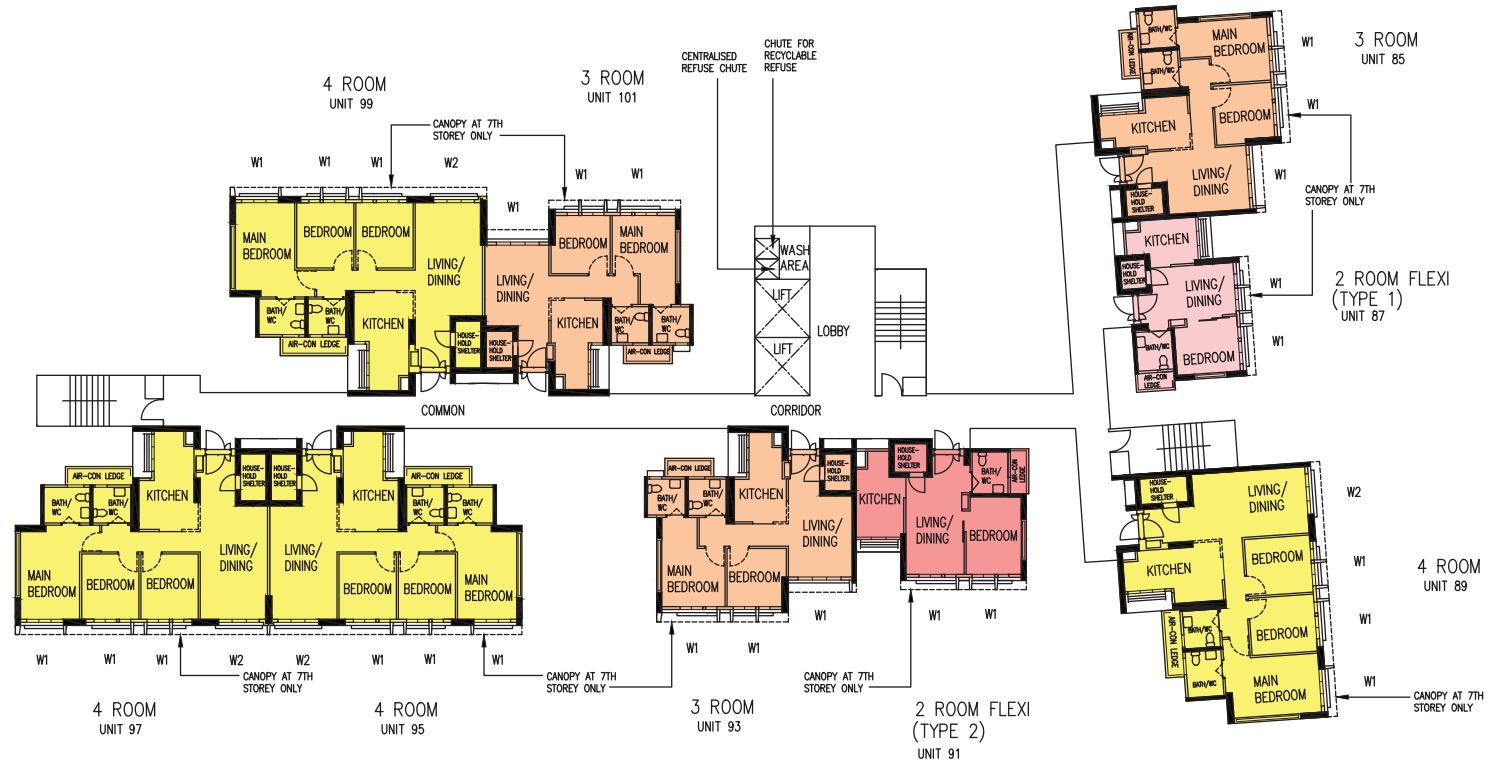 4 ROOM
UNIT 99
3 ROOM
UNIT 101
CANOPY AT 7TH
STOREY ONLY
W1
W1
W1
W2
W1
W1
W1
MAIN
BEDROOM
BEDROOM
BEDROOM
LIVING/
DINING
BATH/
WC
BATH/
WC
AIR-CON LEDGE
KITCHEN
HOUSE-
HOLD
SHELTER
LIVING/
DINING
HOUSE-
HOLD
SHELTER
BEDROOM
MAIN
BEDROOM
KITCHEN
BATH/
WC
BATH/
WC
AIR-CON LEDGE
CENTRALISED
REFUSE CHUTE
CHUTE FOR
RECYCLABLE
REFUSE
WASH
AREA
LIFT
LIFT
LOBBY
COMMON
CORRIDOR
3 ROOM
UNIT 85
BATH/WC
AIR-CON
LEDGE
BATH/WC
MAIN
BEDROOM
W1
W1
BEDROOM
KITCHEN
LIVING/
DINING
HOUSE-
HOLD
SHELTER
W1
CANOPY AT 7TH
STOREY ONLY
KITCHEN
HOUSE-
HOLD
SHELTER
LIVING/
DINING
BATH/WC
AIR-CON
LEDGE
BEDROOM
W1
W1
2 ROOM FLEXI
(TYPE 1)
UNIT 87
HOUSE-
HOLD
SHELTER
LIVING/
DINING
W2
KITCHEN
BEDROOM
W1
BEDROOM
W1
BATH/WC
AIR-CON
LEDGE
BATH/WC
MAIN
BEDROOM
W1
4 ROOM
UNIT 89
CANOPY AT 7TH
STOREY ONLY
AIR-CON LEDGE
BATH/
WC
BATH/
WC
KITCHEN
HOUSE-
HOLD
SHELTER
MAIN
BEDROOM
BEDROOM
BEDROOM
LIVING/
DINING
W1
W1
W1
W2
CANOPY AT 7TH
STOREY ONLY
4 ROOM
UNIT 97
HOUSE-
HOLD
SHELTER
KITCHEN
AIR-CON LEDGE
BATH/
WC
BATH/
WC
LIVING/
DINING
BEDROOM
BEDROOM
MAIN
BEDROOM
W2
W1
W1
W1
CANOPY AT 7TH
STOREY ONLY
4 ROOM
UNIT 95
AIR-CON LEDGE
BATH/
WC
BATH/
WC
KITCHEN
HOUSE-
HOLD
SHELTER
LIVING/
DINING
MAIN
BEDROOM
BEDROOM
W1
W1
W1
3 ROOM
UNIT 93
KITCHEN
HOUSE-
HOLD
SHELTER
LIVING/
DINING
BATH/
WC
AIR-CON
LEDGE
BEDROOM
W1
W1
CANOPY AT 7TH
STOREY ONLY
2 ROOM FLEXI
(TYPE 2)
UNIT 91